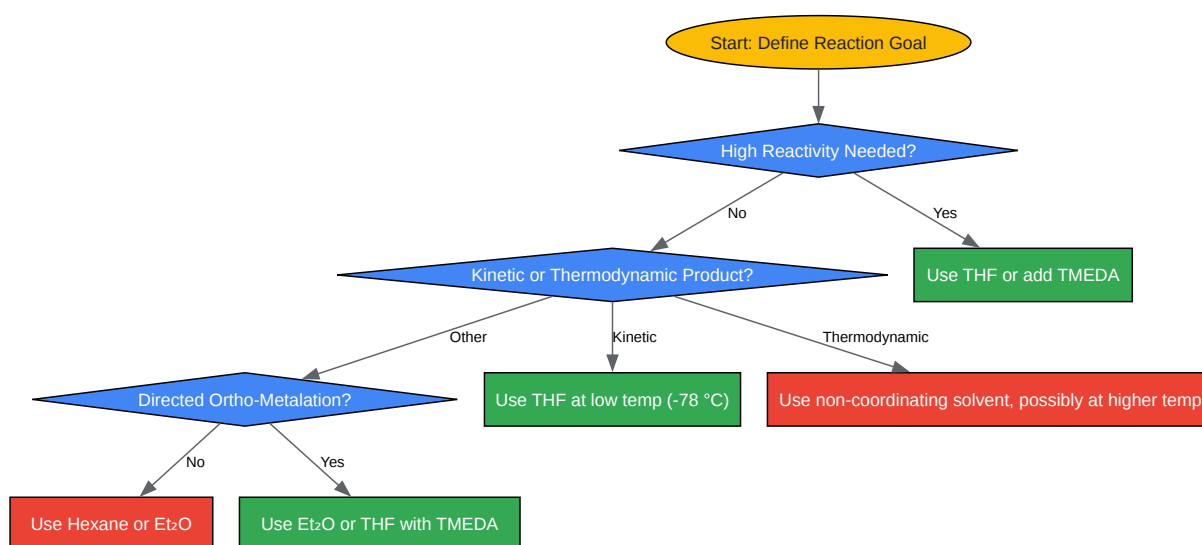 Start: Define Reaction Goal
High Reactivity Needed?
No
Yes
Kinetic or Thermodynamic Product?
Use THF or add TMEDA
Other
Kinetic
Thermodynamic
Directed Ortho-Metalation?
Use THF at low temp (-78 °C)
Use non-coordinating solvent, possibly at higher temp
No
Yes
Use Hexane or Et₂O
Use Et₂O or THF with TMEDA